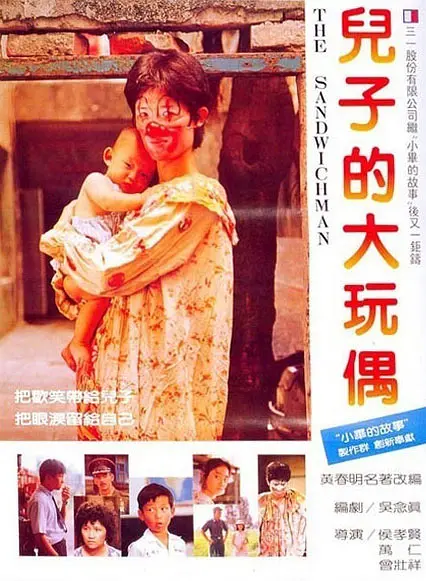 兒子的大玩偶
THE SANDWICHMAN
三一股份有限公司繼“小畢的故事”後又一鉅鑄
把歡笑帶給兒子
把眼淚留給自己
“小畢的故事”
製作群 創新奉獻
黃春明名著改編
編劇/吳念眞
導演/侯孝賢
萬仁
曾壯祥